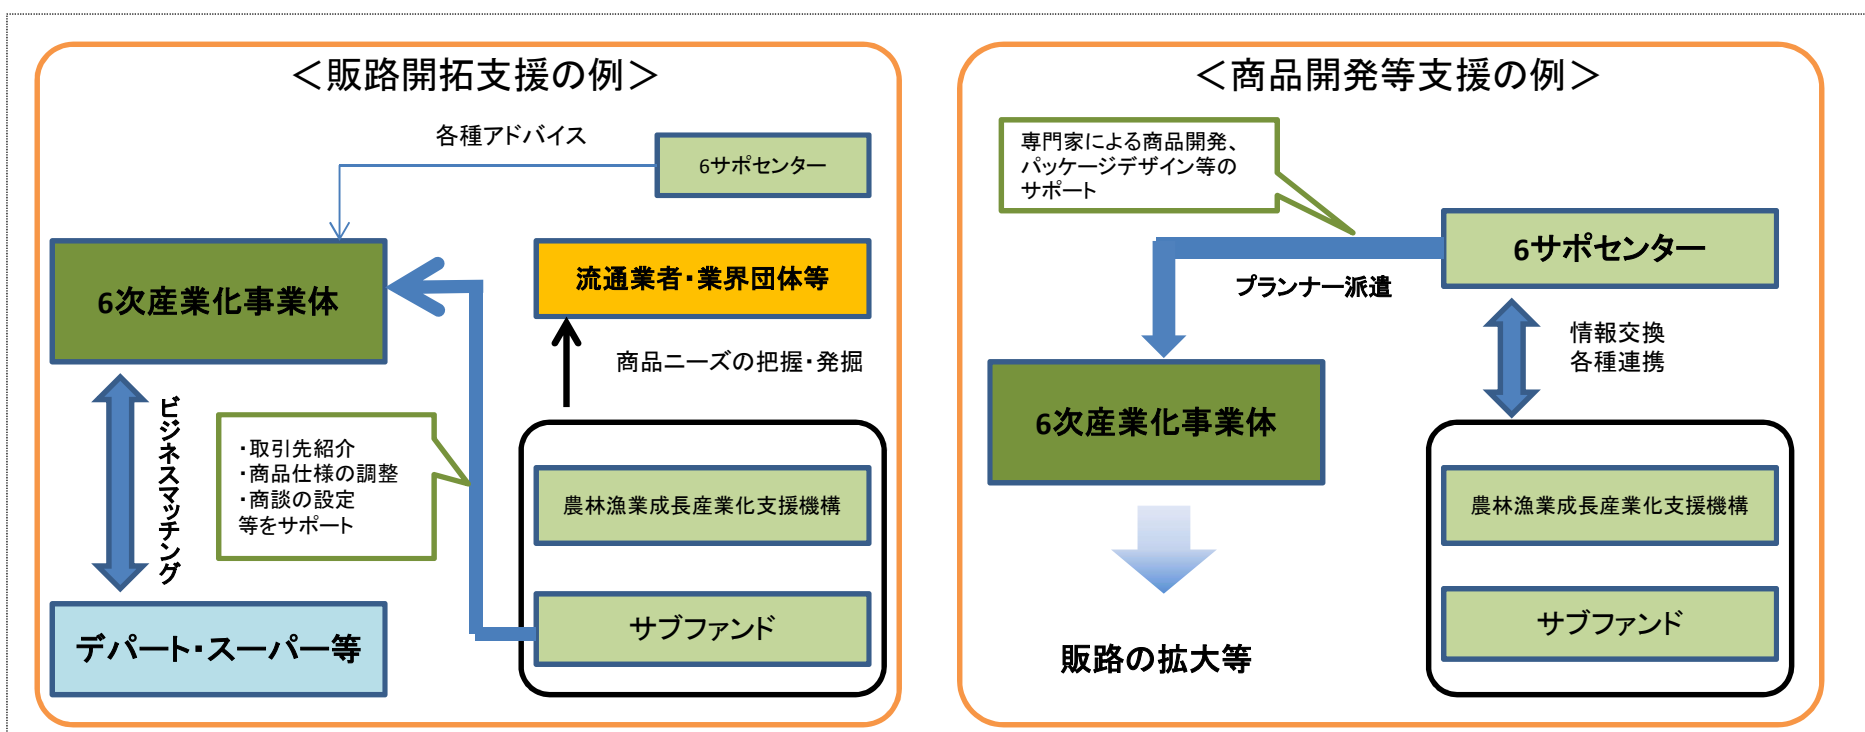 ＜販路開拓支援の例＞
各種アドバイス
6サポセンター
6次産業化事業体
流通業者・業界団体等
商品ニーズの把握・発掘
ビジネスマッチング
・取引先紹介
・商品仕様の調整
・商談の設定
等をサポート
農林漁業成長産業化支援機構
サブファンド
デパート・スーパー等
＜商品開発等支援の例＞
専門家による商品開発、
パッケージデザイン等の
サポート
6サポセンター
プランナー派遣
情報交換
各種連携
6次産業化事業体
農林漁業成長産業化支援機構
サブファンド
販路の拡大等